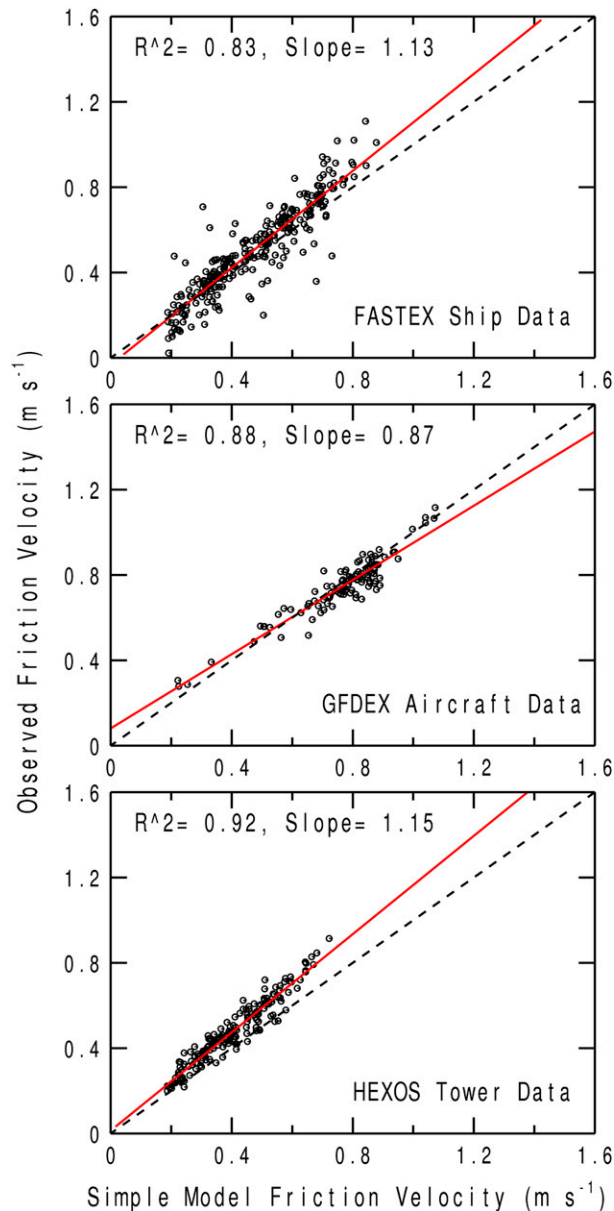 1.6
R^2= 0.83, Slope= 1.13
1.2
0.8
0.4
FASTEX Ship Data
0
0 0.4 0.8 1.2 1.6
1.6
R^2= 0.88, Slope= 0.87
1.2
0.8
0.4
GFDEX Aircraft Data
0
0 0.4 0.8 1.2 1.6
1.6
R^2= 0.92, Slope= 1.15
1.2
0.8
0.4
HEXOS Tower Data
0
0 0.4 0.8 1.2 1.6
Observed Friction Velocity (m s⁻¹)
Simple Model Friction Velocity (m s⁻¹)